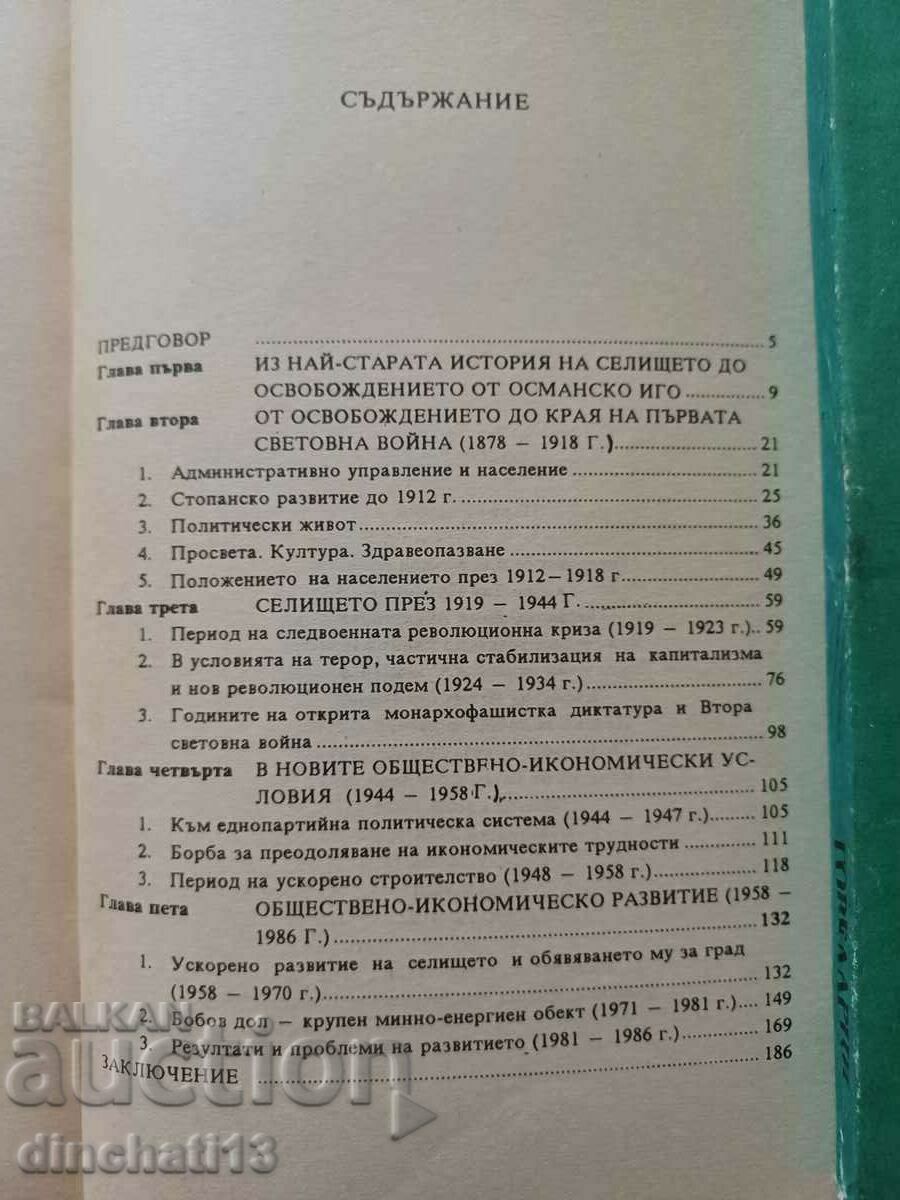 СЪДЪРЖАНИЕ
ПРЕДГОВОР ..... 5
Глава първа ИЗ НАЙ-СТАРАТА ИСТОРИЯ НА СЕЛИЩЕТО ДО
ОСВОБОЖДЕНИЕТО ОТ ОСМАНСКО ИГО ..... 9
Глава втора ОТ ОСВОБОЖДЕНИЕТО ДО КРАЯ НА ПЪРВАТА
СВЕТОВНА ВОЙНА (1878 – 1918 Г.) ..... 21
1. Административно управление и население ..... 21
2. Стопанско развитие до 1912 г. ..... 25
3. Политически живот ..... 36
4. Просвета. Култура. Здравеопазване ..... 45
5. Положението на населението през 1912–1918 г ..... 49
Глава трета СЕЛИЩЕТО ПРЕЗ 1919 – 1944 Г. ..... 59
1. Период на следвоенната революционна криза (1919 – 1923 г.) .. 59
2. В условията на терор, частична стабилизация на капитализма
и нов революционен подем (1924 – 1934 г.) ..... 76
3. Годините на открита монархофашистка диктатура и Втора
световна война ..... 98
Глава четвърта В НОВИТЕ ОБЩЕСТВЕНО-ИКОНОМИЧЕСКИ УС-
ЛОВИЯ (1944 – 1958 Г.) ..... 105
1. Към еднопартийна политическа система (1944 – 1947 г.) ..... 105
2. Борба за преодоляване на икономическите трудности ..... 111
3. Период на ускорено строителство (1948 – 1958 г.) ..... 118
Глава пета ОБЩЕСТВЕНО-ИКОНОМИЧЕСКО РАЗВИТИЕ (1958 –
1986 Г.) ..... 132
1. Ускорено развитие на селището и обявяването му за град
(1958 – 1970 г.) ..... 132
2. Бобов дол – крупен минно-енергиен обект (1971 – 1981 г.) ..... 149
3. Резултати и проблеми на развитието (1981 – 1986 г.) ..... 169
ЗАКЛЮЧЕНИЕ ..... 186
BALKAN
auction
dinchati13